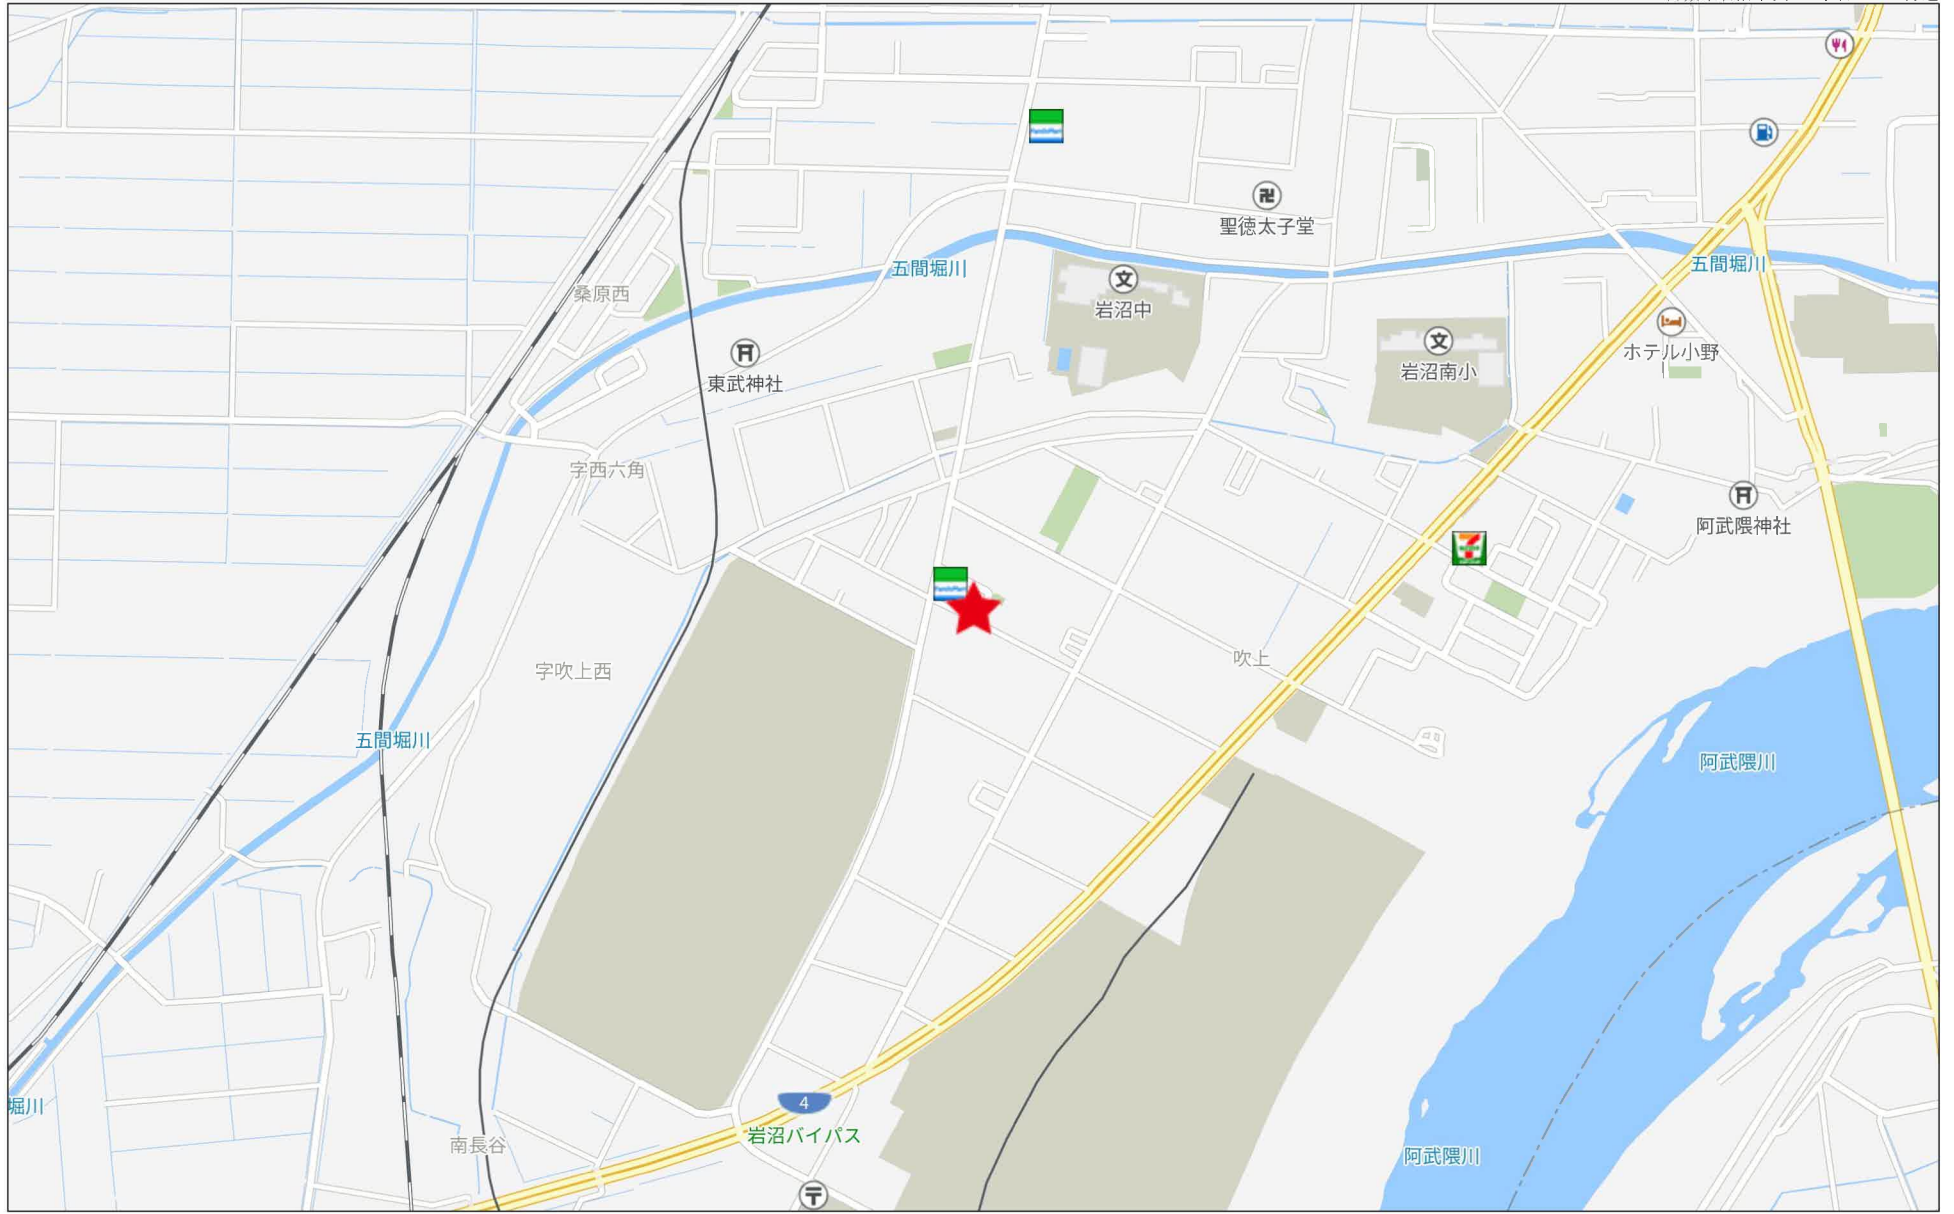 聖徳太子堂
五間堀川
五間堀川
桑原西
岩沼中
ホテル小野
東武神社
岩沼南小
字西六角
阿武隈神社
吹上
字吹上西
五間堀川
阿武隈川
4
堀川
岩沼バイパス
南長谷
阿武隈川